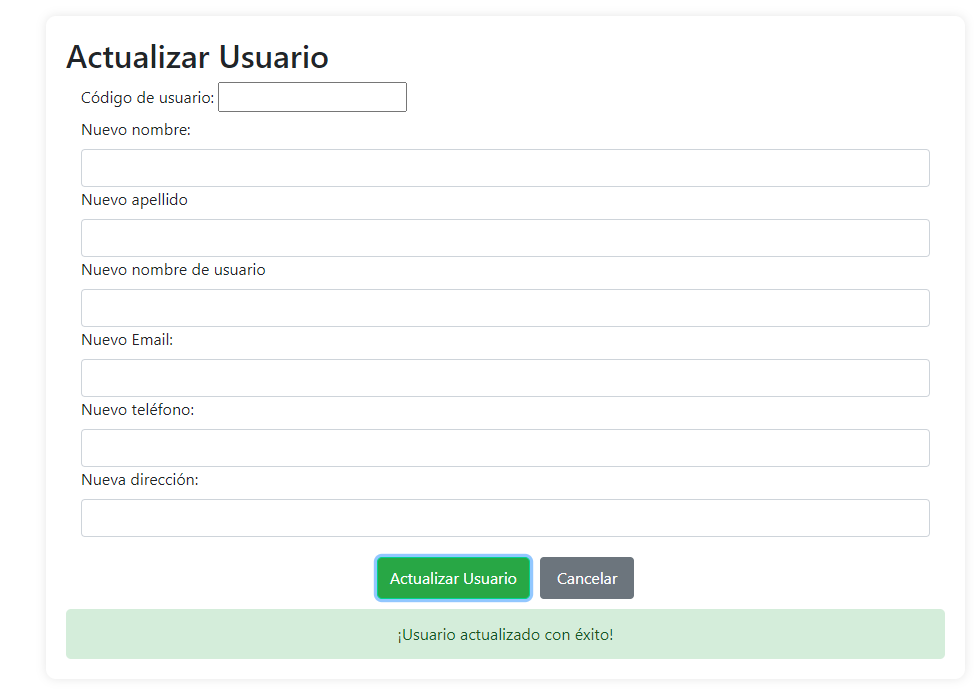 Actualizar Usuario
Código de usuario:
Nuevo nombre:
Nuevo apellido
Nuevo nombre de usuario
Nuevo Email:
Nuevo teléfono:
Nueva dirección:
Actualizar Usuario Cancelar
¡Usuario actualizado con éxito!